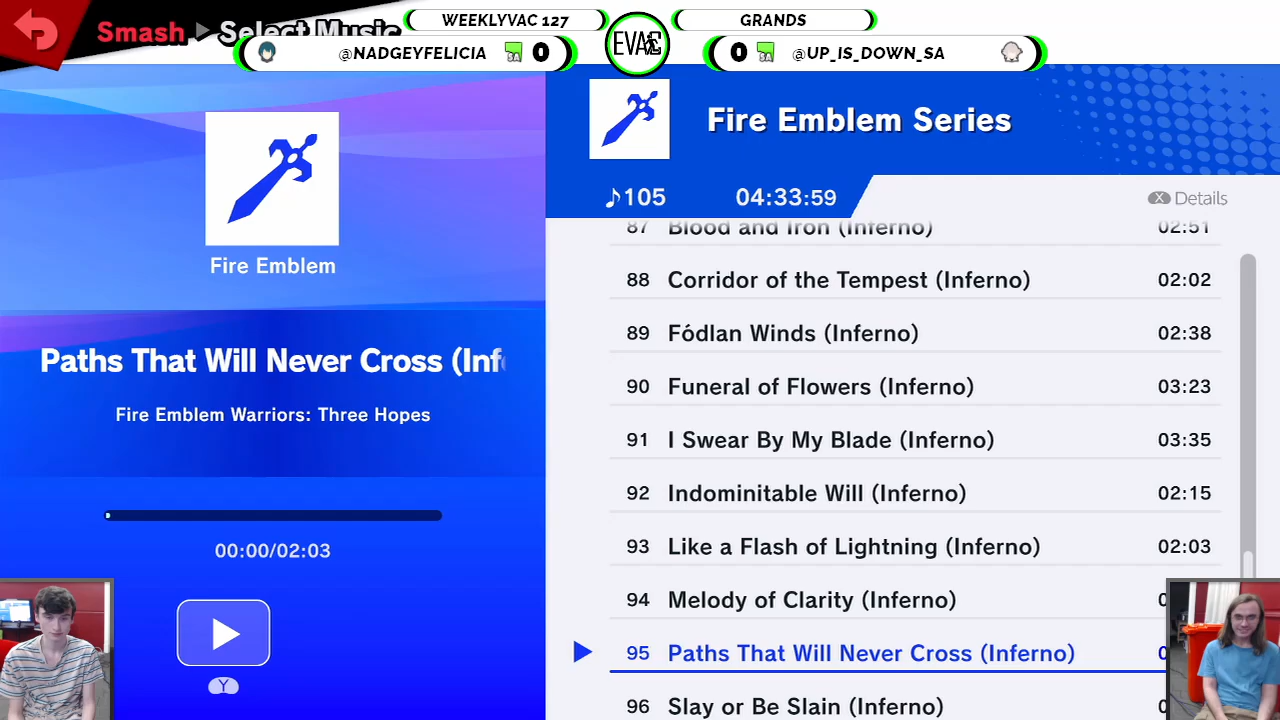 Smash ▶ Select Music
WEEKLYVAC 127
GRANDS
@NADGEYFELICIA SA 0
EVAC
0 SA @UP_IS_DOWN_SA
Fire Emblem
Paths That Will Never Cross (Inf
Fire Emblem Warriors: Three Hopes
00:00/02:03
Y
Fire Emblem Series
♪105 04:33:59
X Details
87 Blood and Iron (Inferno) 02:51
88 Corridor of the Tempest (Inferno) 02:02
89 Fódlan Winds (Inferno) 02:38
90 Funeral of Flowers (Inferno) 03:23
91 I Swear By My Blade (Inferno) 03:35
92 Indominitable Will (Inferno) 02:15
93 Like a Flash of Lightning (Inferno) 02:03
94 Melody of Clarity (Inferno) 0
95 Paths That Will Never Cross (Inferno) 0
96 Slay or Be Slain (Inferno)